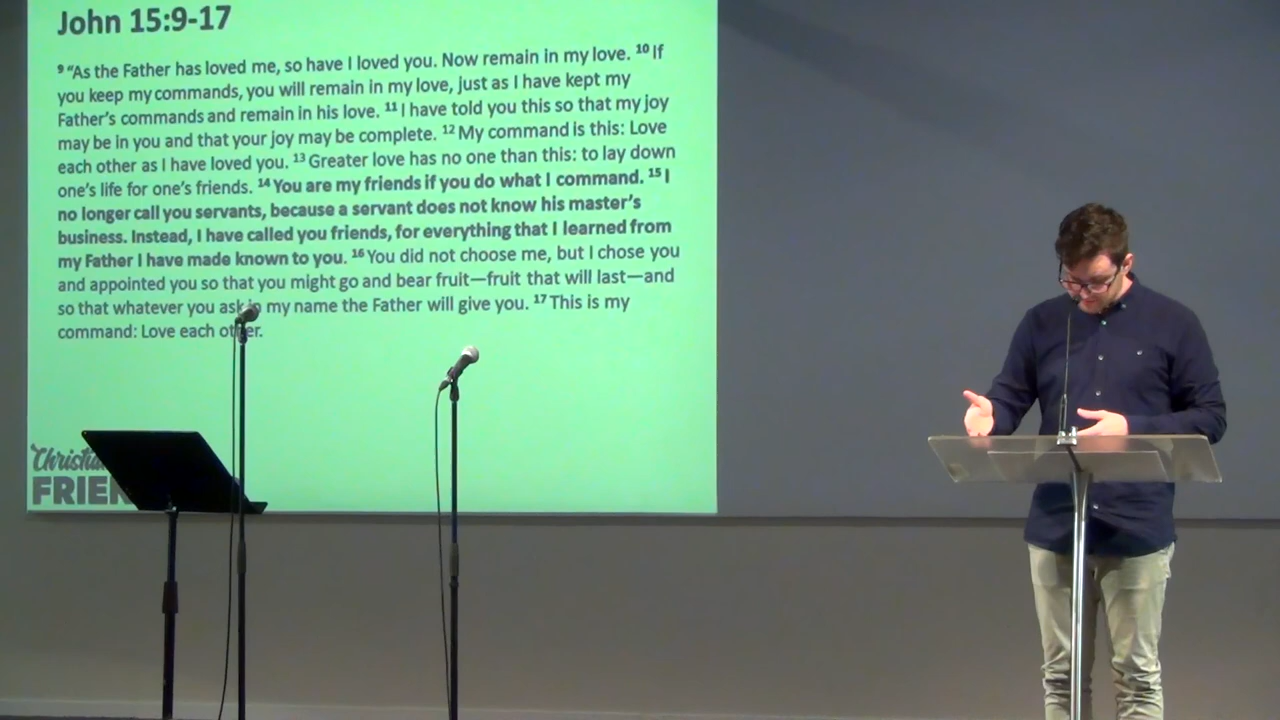 John 15:9-17
⁹ “As the Father has loved me, so have I loved you. Now remain in my love. ¹⁰ If
you keep my commands, you will remain in my love, just as I have kept my
Father’s commands and remain in his love. ¹¹ I have told you this so that my joy
may be in you and that your joy may be complete. ¹² My command is this: Love
each other as I have loved you. ¹³ Greater love has no one than this: to lay down
one’s life for one’s friends. ¹⁴ You are my friends if you do what I command. ¹⁵ I
no longer call you servants, because a servant does not know his master’s
business. Instead, I have called you friends, for everything that I learned from
my Father I have made known to you. ¹⁶ You did not choose me, but I chose you
and appointed you so that you might go and bear fruit—fruit that will last—and
so that whatever you ask in my name the Father will give you. ¹⁷ This is my
command: Love each other.